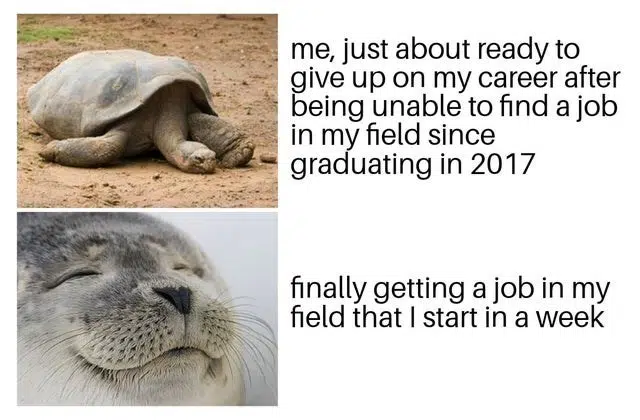 me, just about ready to
give up on my career after
being unable to find a job
in my field since
graduating in 2017
finally getting a job in my
field that I start in a week